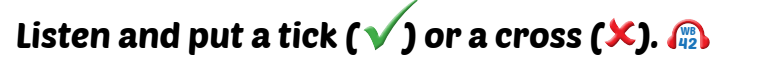 Listen and put a tick (✓) or a cross (✗). WB 42